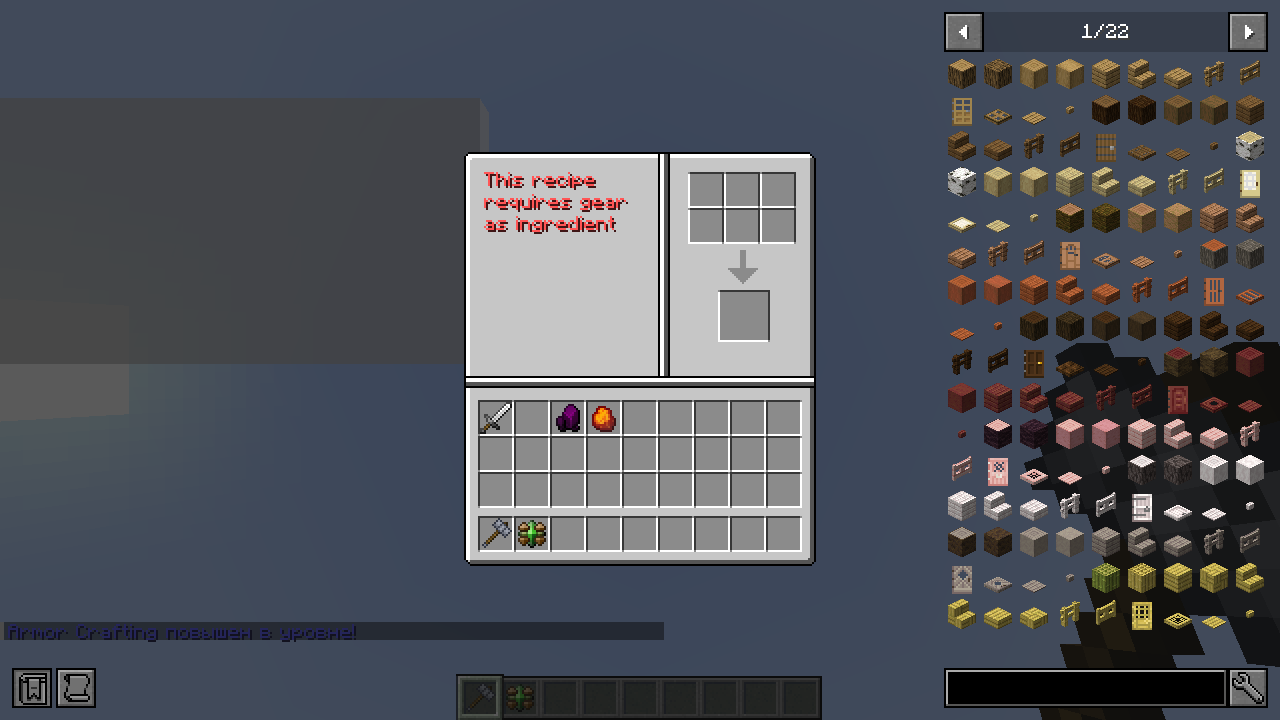 1/22
This recipe
requires gear
as ingredient
Armor Crafting повышен в уровне!